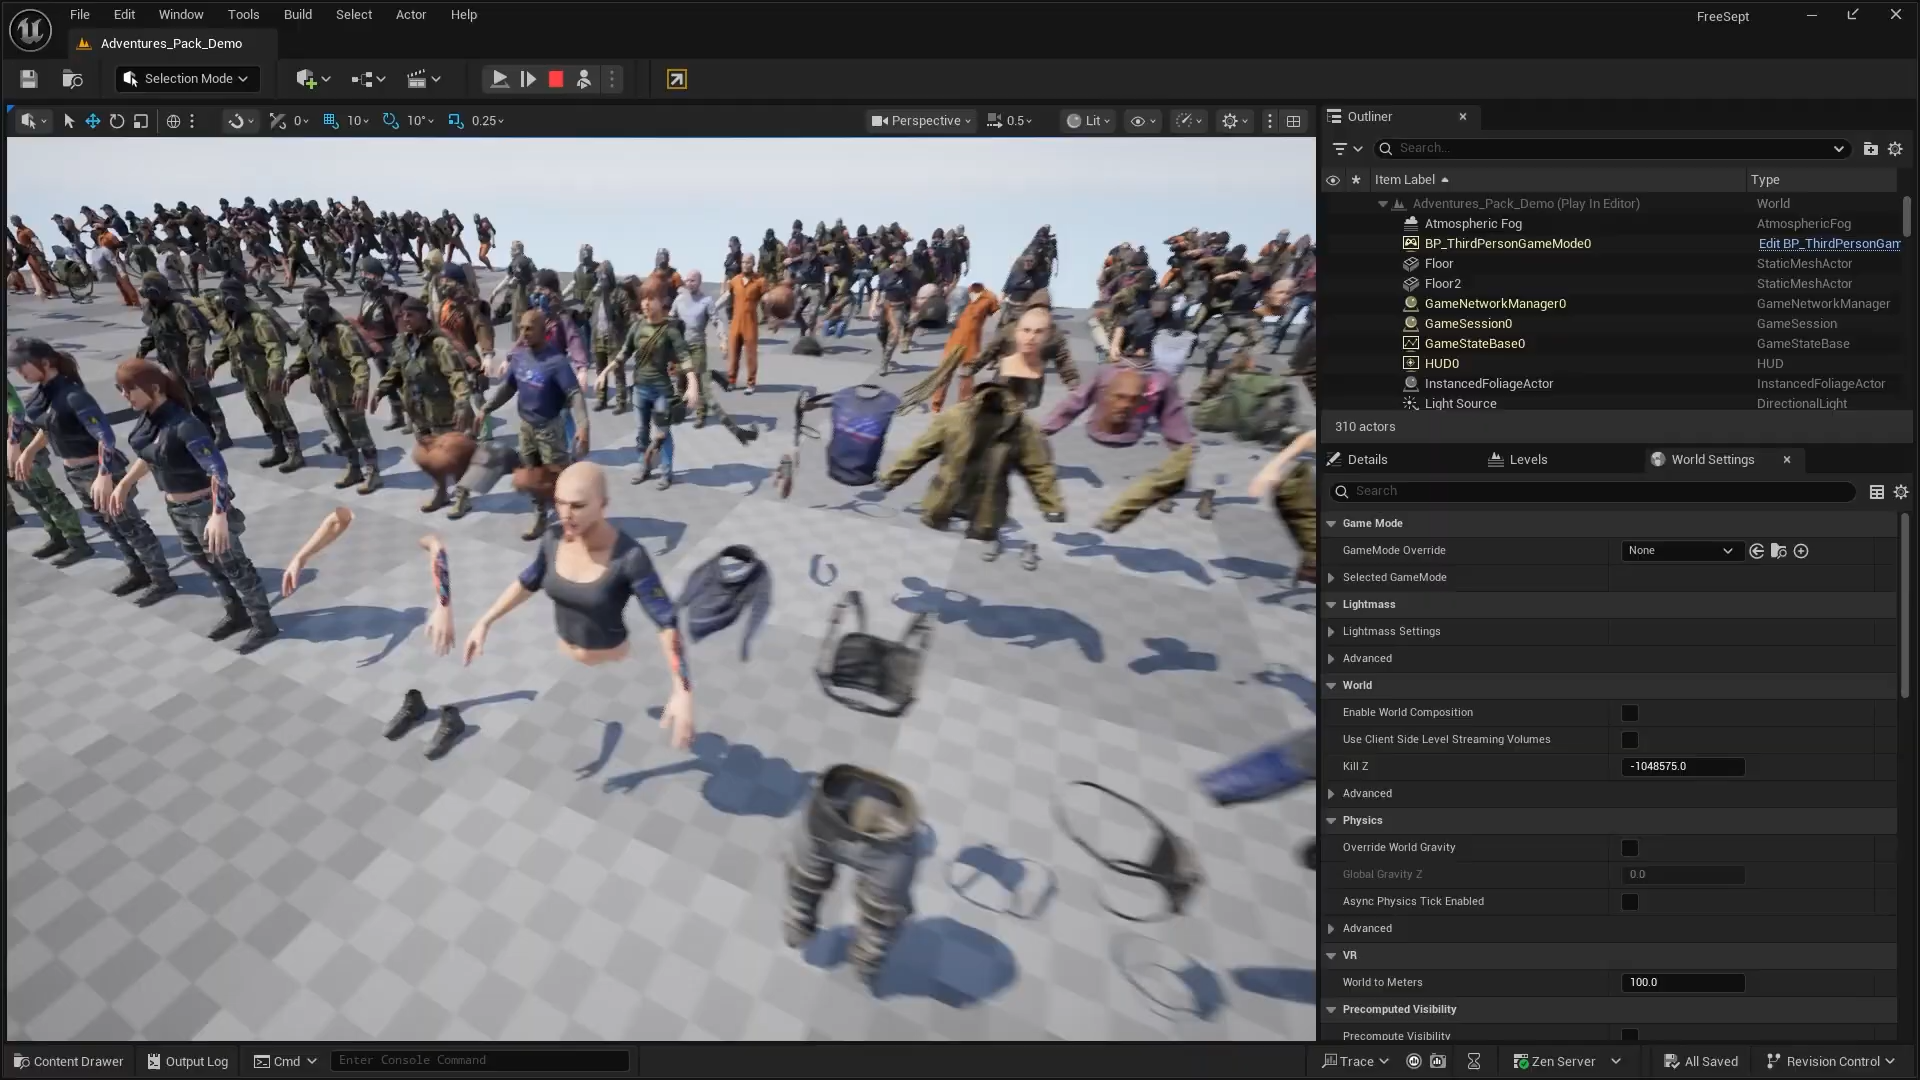 File Edit Window Tools Build Select Actor Help
FreeSept
Adventures_Pack_Demo
Selection Mode
0 10 10° 0.25
Perspective 0.5 Lit
Outliner
Search...
Item Label Type
Adventures_Pack_Demo (Play In Editor) World
Atmospheric Fog AtmosphericFog
BP_ThirdPersonGameMode0 Edit BP_ThirdPersonGam
Floor StaticMeshActor
Floor2 StaticMeshActor
GameNetworkManager0 GameNetworkManager
GameSession0 GameSession
GameStateBase0 GameStateBase
HUD0 HUD
InstancedFoliageActor InstancedFoliageActor
Light Source DirectionalLight
310 actors
Details Levels World Settings
Search
Game Mode
GameMode Override None
Selected GameMode
Lightmass
Lightmass Settings
Advanced
World
Enable World Composition
Use Client Side Level Streaming Volumes
Kill Z -1048575.0
Advanced
Physics
Override World Gravity
Global Gravity Z 0.0
Async Physics Tick Enabled
Advanced
VR
World to Meters 100.0
Precomputed Visibility
Precompute Visibility
Content Drawer Output Log Cmd Enter Console Command Trace Zen Server All Saved Revision Control